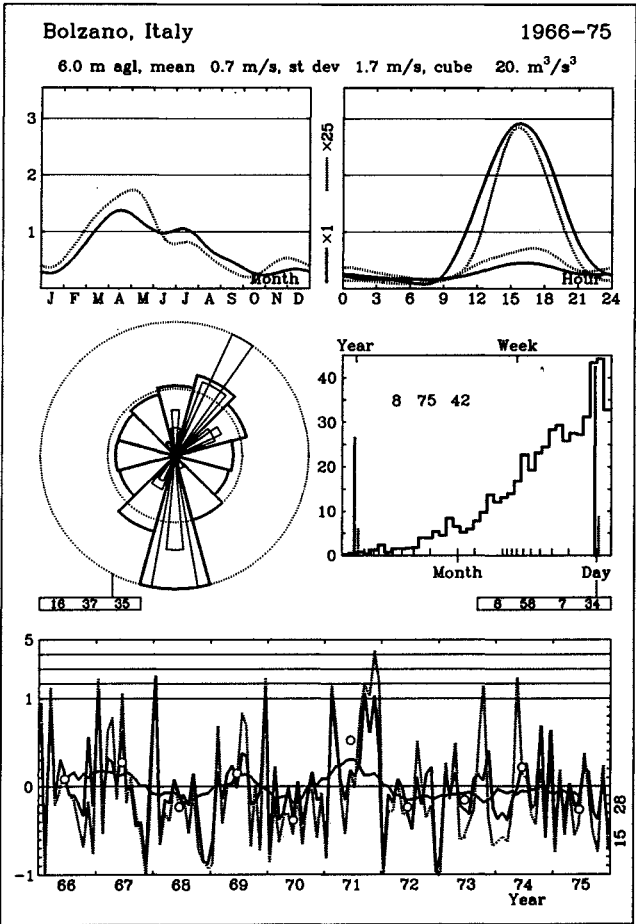 Bolzano, Italy 1966-75
6.0 m agl, mean 0.7 m/s, st dev 1.7 m/s, cube 20. m³/s³
3
2
1
J F M A M J J A S O N D
Month
×25
×1
0 3 6 9 12 15 18 21 24
Hour
Year Week
40
30
20
10
0
8 75 42
Month Day
16 37 35
6 58 7 34
5
1
0
-1
28
15
66 67 68 69 70 71 72 73 74 75
Year